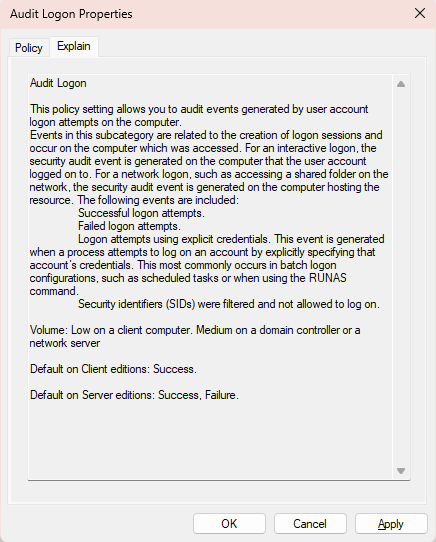 Audit Logon Properties
Policy
Explain
Audit Logon
This policy setting allows you to audit events generated by user account
logon attempts on the computer.
Events in this subcategory are related to the creation of logon sessions and
occur on the computer which was accessed. For an interactive logon, the
security audit event is generated on the computer that the user account
logged on to. For a network logon, such as accessing a shared folder on the
network, the security audit event is generated on the computer hosting the
resource. The following events are included:
Successful logon attempts.
Failed logon attempts.
Logon attempts using explicit credentials. This event is generated
when a process attempts to log on an account by explicitly specifying that
account’s credentials. This most commonly occurs in batch logon
configurations, such as scheduled tasks or when using the RUNAS
command.
Security identifiers (SIDs) were filtered and not allowed to log on.
Volume: Low on a client computer. Medium on a domain controller or a
network server
Default on Client editions: Success.
Default on Server editions: Success, Failure.
OK
Cancel
Apply